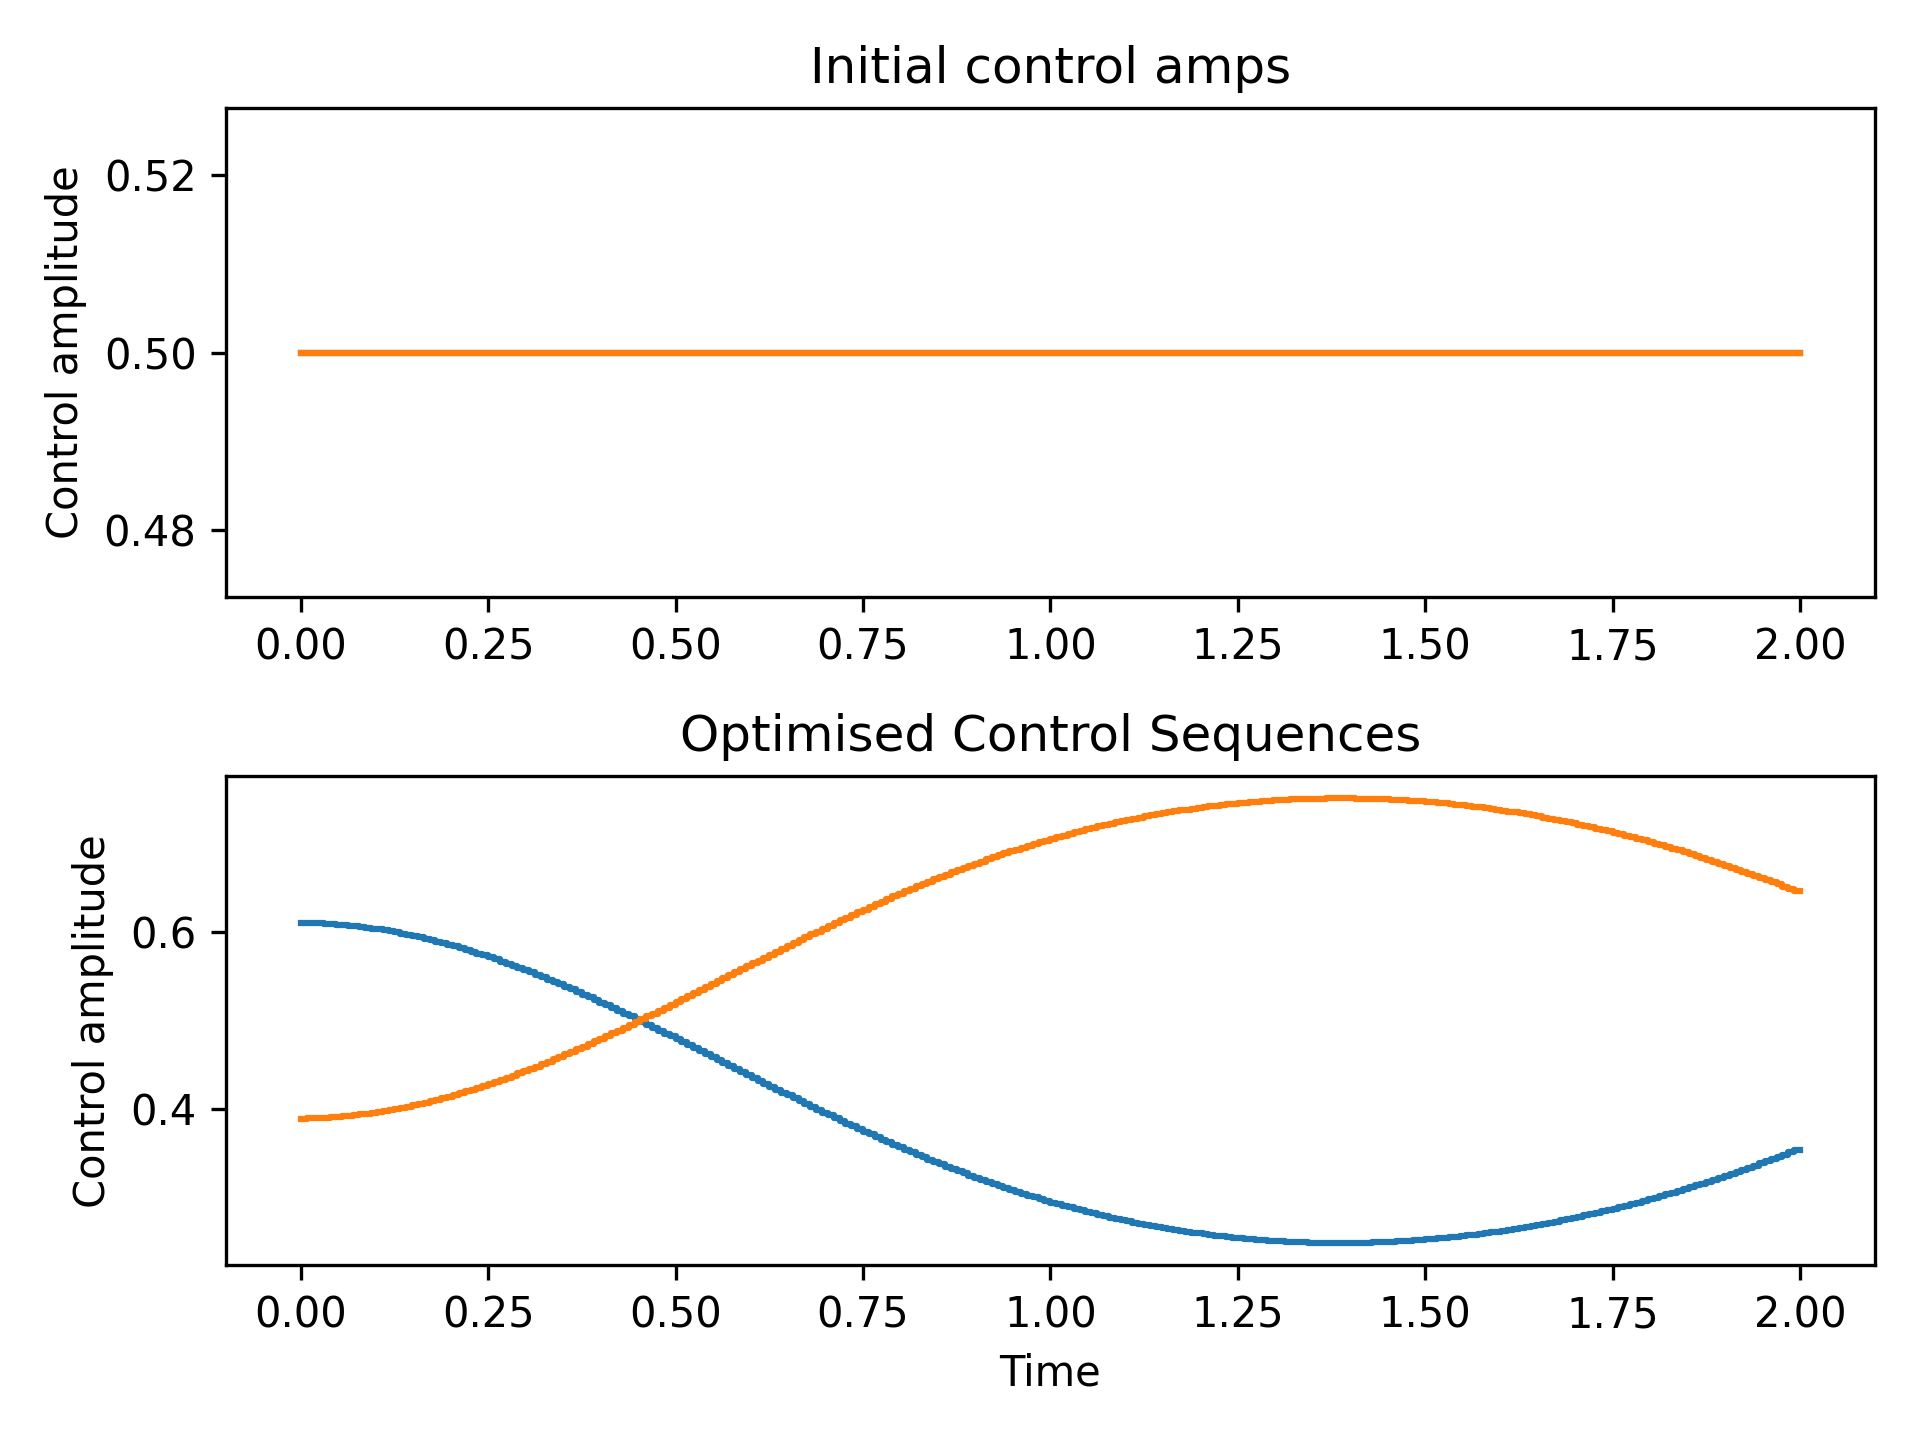 Initial control amps
Control amplitude
0.52
0.50
0.48
0.00 0.25 0.50 0.75 1.00 1.25 1.50 1.75 2.00
Optimised Control Sequences
Control amplitude
0.6
0.4
0.00 0.25 0.50 0.75 1.00 1.25 1.50 1.75 2.00
Time